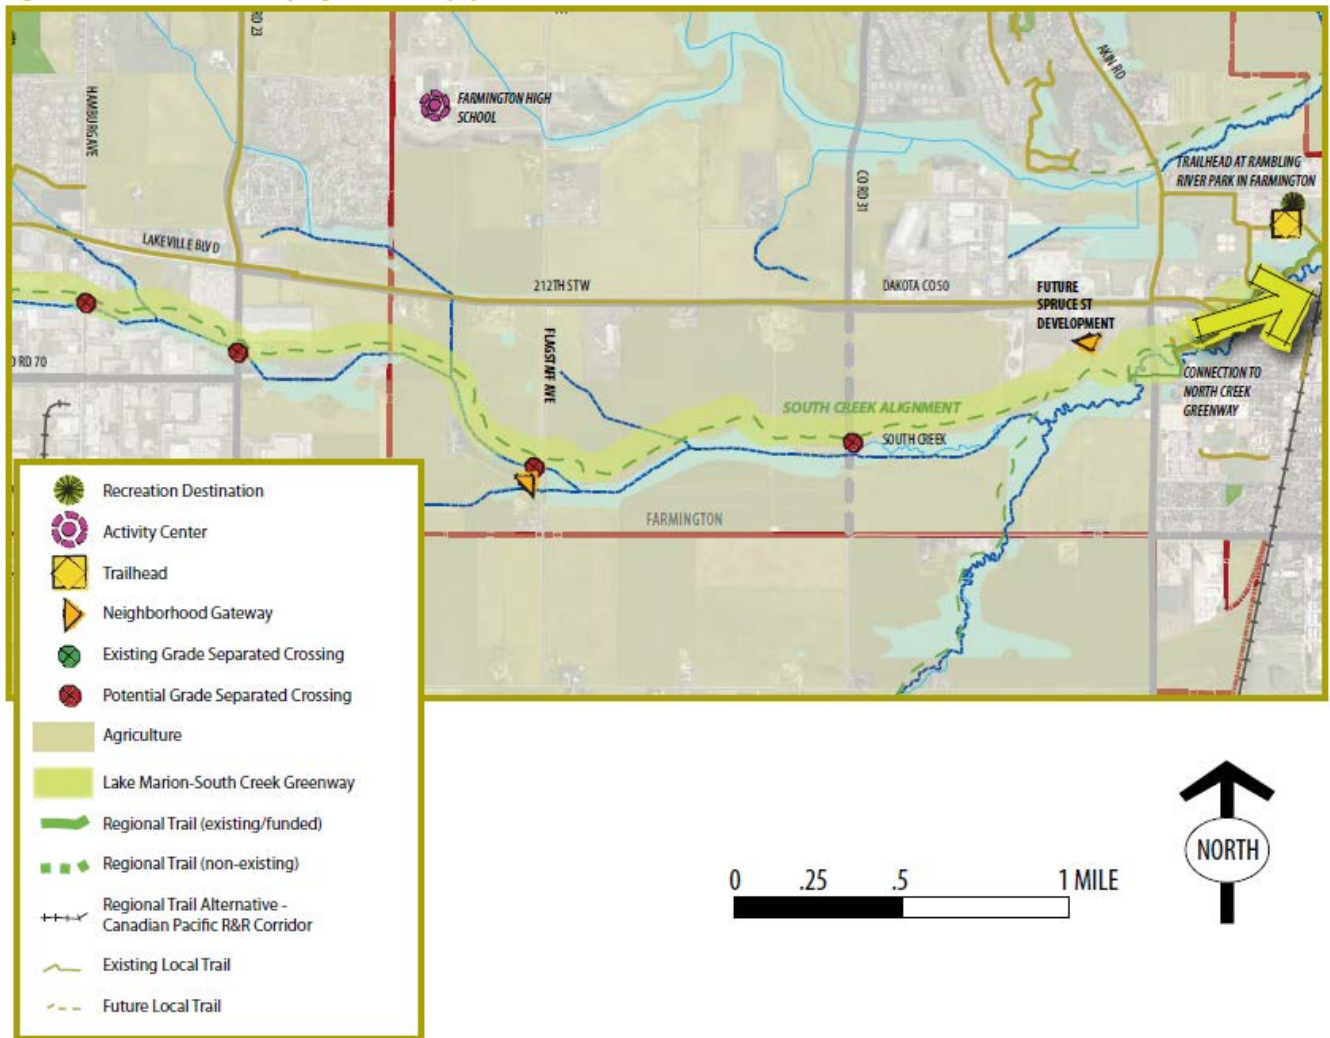 RD 23
AKIN RD
HAMBURG AVE
FARMINGTON HIGH
SCHOOL
TRAILHEAD AT RAMBLING
RIVER PARK IN FARMINGTON
CO RD 31
LAKEVILLE BLVD
212TH ST W
DAKOTA CO 50
FUTURE
SPRUCE ST
DEVELOPMENT
FLAGSTAFF AVE
RD 70
CONNECTION TO
NORTH CREEK
GREENWAY
SOUTH CREEK ALIGNMENT
SOUTH CREEK
FARMINGTON
Recreation Destination
Activity Center
Trailhead
Neighborhood Gateway
Existing Grade Separated Crossing
Potential Grade Separated Crossing
Agriculture
Lake Marion-South Creek Greenway
Regional Trail (existing/funded)
Regional Trail (non-existing)
Regional Trail Alternative -
Canadian Pacific R&R Corridor
Existing Local Trail
Future Local Trail
0 .25 .5 1 MILE
NORTH